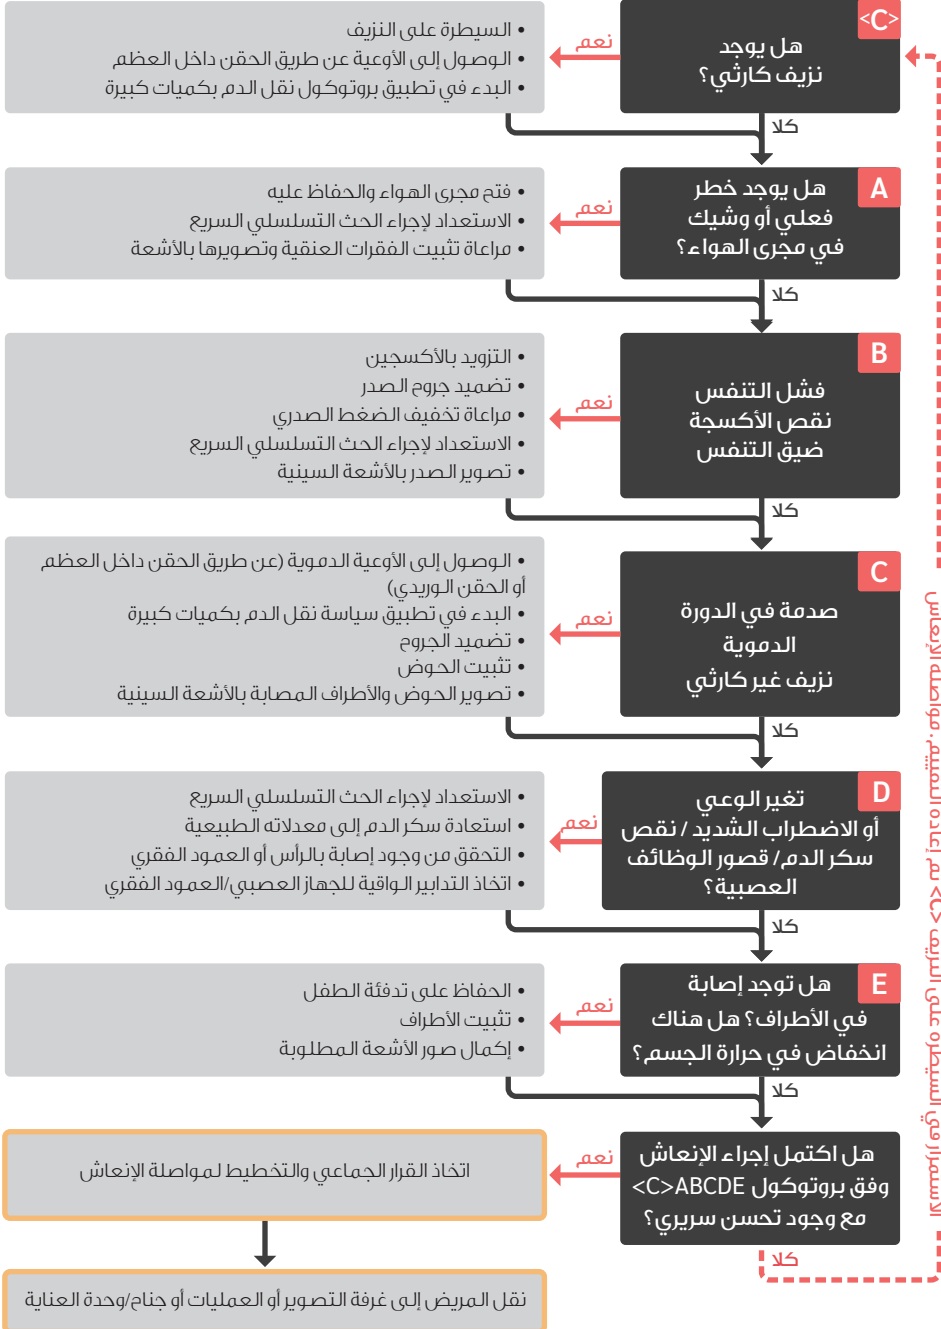 <C>
هل يوجد
نزيف كارثي؟
نعم
• السيطرة على النزيف
• الوصول إلى الأوعية عن طريق الحقن داخل العظم
• البدء في تطبيق بروتوكول نقل الدم بكميات كبيرة
كلا
A
هل يوجد خطر
فعلي أو وشيك
في مجرى الهواء؟
نعم
• فتح مجرى الهواء والحفاظ عليه
• الاستعداد لإجراء الحث التسلسلي السريع
• مراعاة تثبيت الفقرات العنقية وتصويرها بالأشعة
كلا
B
فشل التنفس
نقص الأكسجة
ضيق التنفس
نعم
• التزويد بالأكسجين
• تضميد جروح الصدر
• مراعاة تخفيف الضغط الصدري
• الاستعداد لإجراء الحث التسلسلي السريع
• تصوير الصدر بالأشعة السينية
كلا
C
صدمة في الدورة
الدموية
نزيف غير كارثي
نعم
• الوصول إلى الأوعية الدموية (عن طريق الحقن داخل العظم
أو الحقن الوريدي)
• البدء في تطبيق سياسة نقل الدم بكميات كبيرة
• تضميد الجروح
• تثبيت الحوض
• تصوير الحوض والأطراف المصابة بالأشعة السينية
كلا
D
تغير الوعي
أو الاضطراب الشديد / نقص
سكر الدم/ قصور الوظائف
العصبية؟
نعم
• الاستعداد لإجراء الحث التسلسلي السريع
• استعادة سكر الدم إلى معدلاته الطبيعية
• التحقق من وجود إصابة بالرأس أو العمود الفقري
• اتخاذ التدابير الواقية للجهاز العصبي/العمود الفقري
كلا
E
هل توجد إصابة
في الأطراف؟ هل هناك
انخفاض في حرارة الجسم؟
نعم
• الحفاظ على تدفئة الطفل
• تثبيت الأطراف
• إكمال صور الأشعة المطلوبة
كلا
هل اكتمل إجراء الإنعاش
وفق بروتوكول <C>ABCDE
مع وجود تحسن سريري؟
نعم
اتخاذ القرار الجماعي والتخطيط لمواصلة الإنعاش
كلا
نقل المريض إلى غرفة التصوير أو العمليات أو جناح/وحدة العناية
الاستمرار في السيطرة على النزيف <C> ثم إعادة التقييم. مواصلة الإنعاش